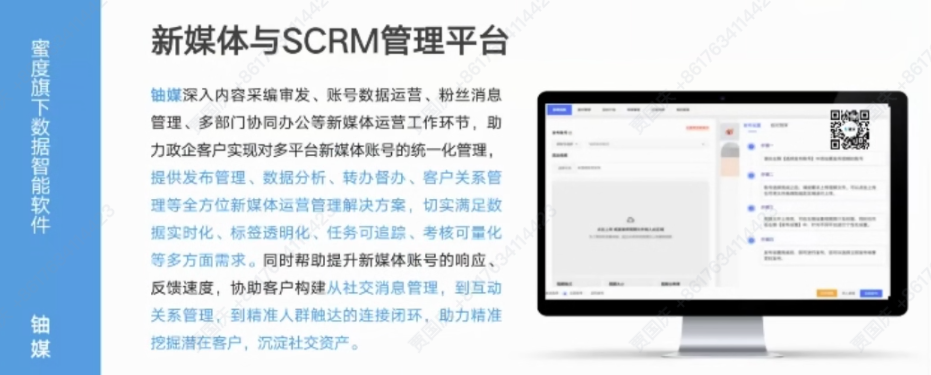 蜜度旗下数据智能软件
铀媒
新媒体与SCRM管理平台
铀媒深入内容采编审发、账号数据运营、粉丝消息
管理、多部门协同办公等新媒体运营工作环节，助
力政企客户实现对多平台新媒体账号的统一化管理，
提供发布管理、数据分析、转办督办、客户关系管
理等全方位新媒体运营管理解决方案，切实满足数
据实时化、标签透明化、任务可追踪、考核可量化
等多方面需求。同时帮助提升新媒体账号的响应、
反馈速度，协助客户构建从社交消息管理，到互动
关系管理，到精准人群触达的连接闭环，助力精准
挖掘潜在客户，沉淀社交资产。
贾国庆 +8617634111423